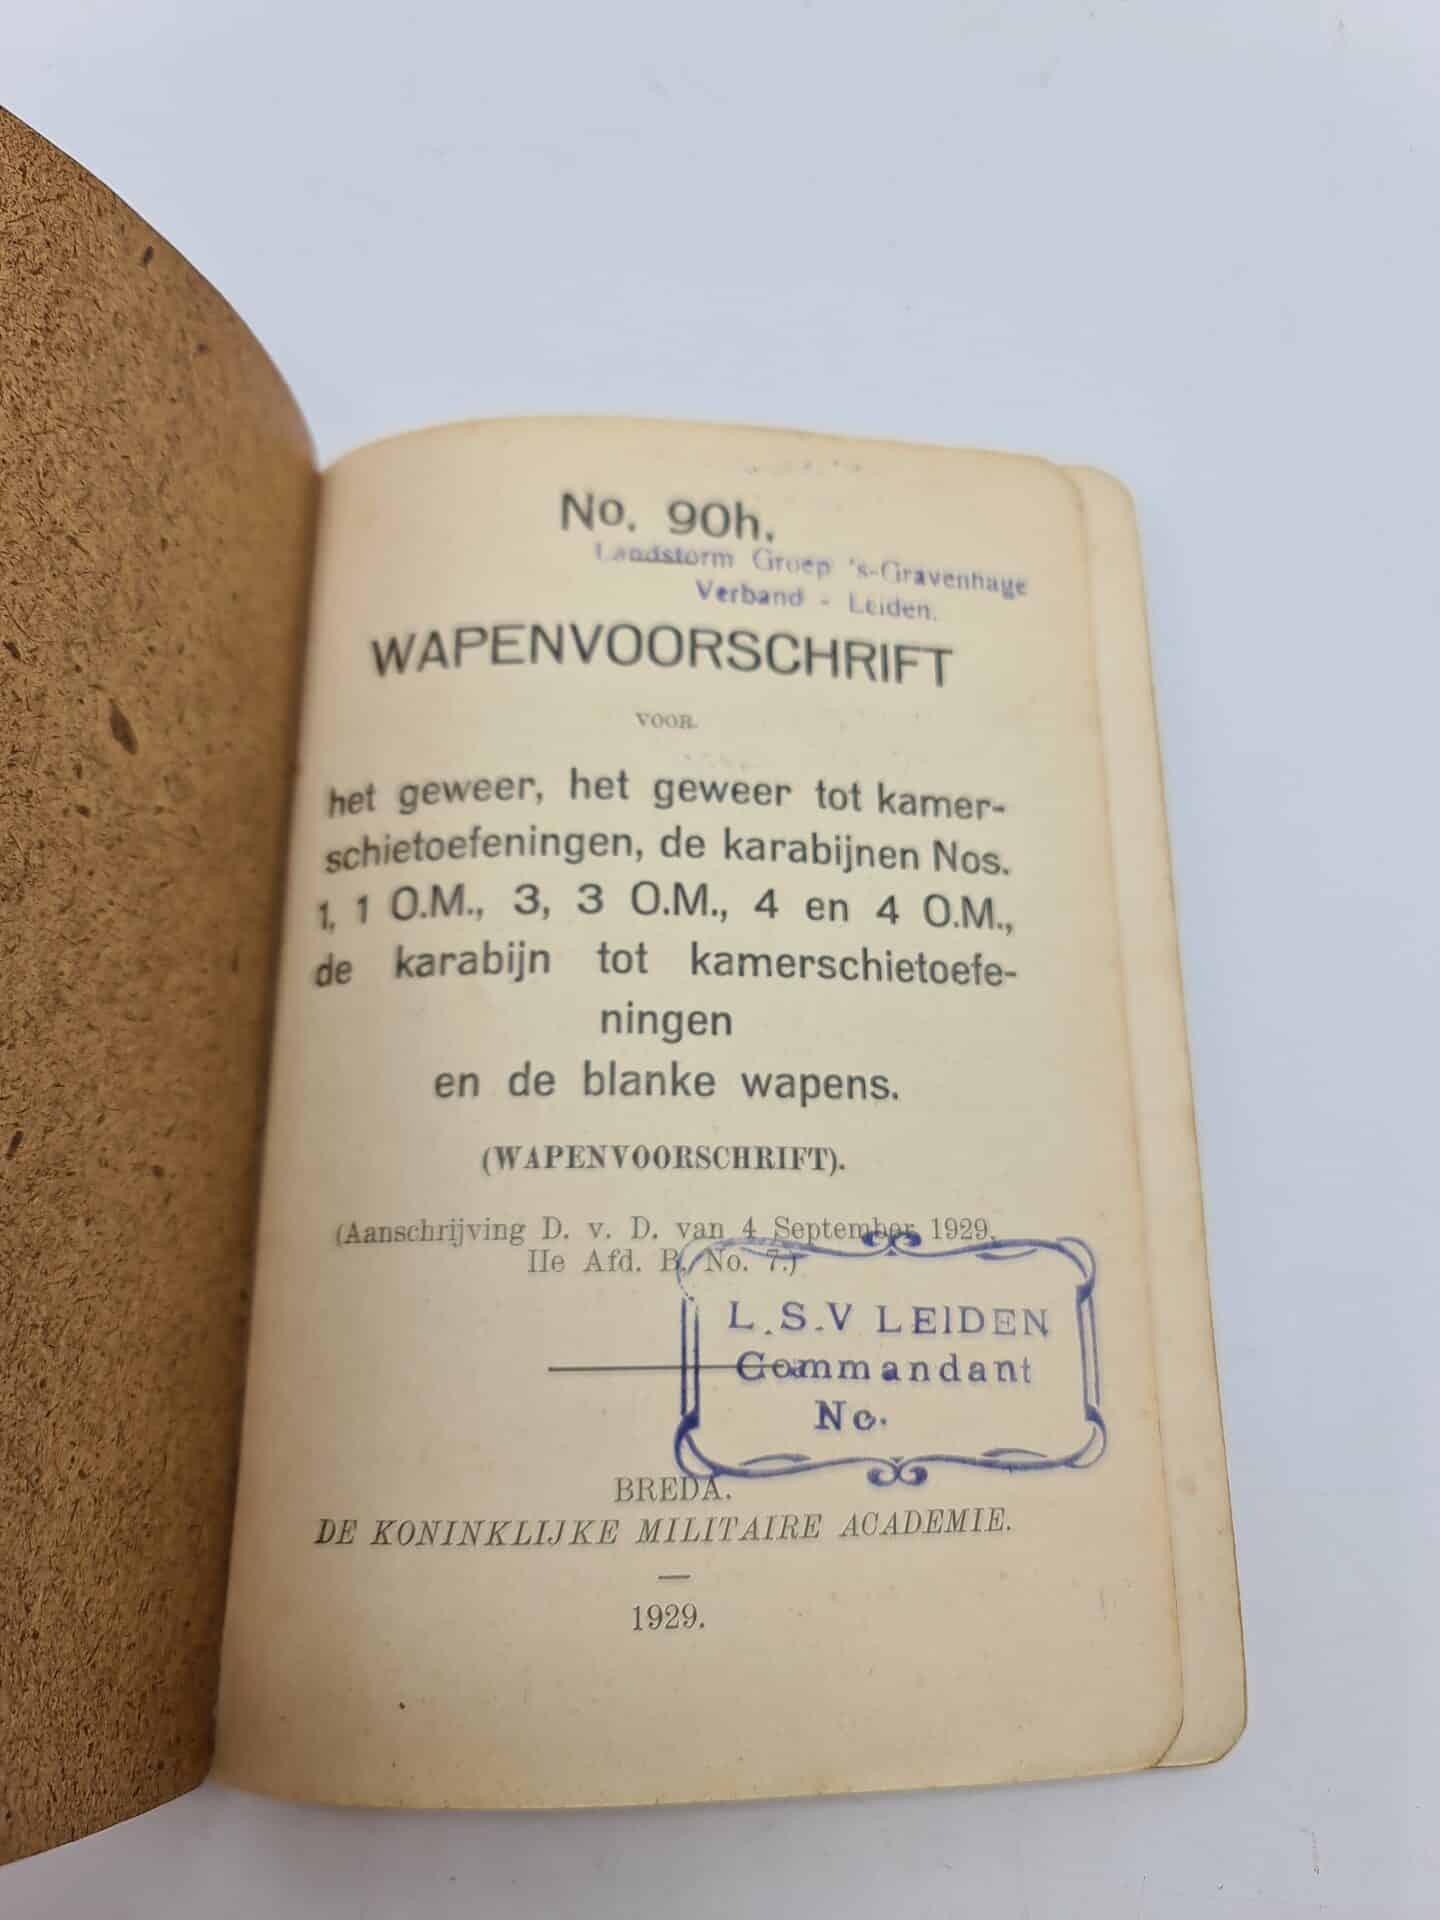 No. 90h.
Landstorm Groep 's-Gravenhage
Verband - Leiden.
WAPENVOORSCHRIFT
VOOR
het geweer, het geweer tot kamer-
schietoefeningen, de karabijnen Nos.
1, 1 O.M., 3, 3 O.M., 4 en 4 O.M.,
de karabijn tot kamerschietoefe-
ningen
en de blanke wapens.
(WAPENVOORSCHRIFT).
(Aanschrijving D. v. D. van 4 September 1929,
IIe Afd. B. No. 7.)
L.S.V LEIDEN
Commandant
No.
BREDA.
DE KONINKLIJKE MILITAIRE ACADEMIE.
1929.